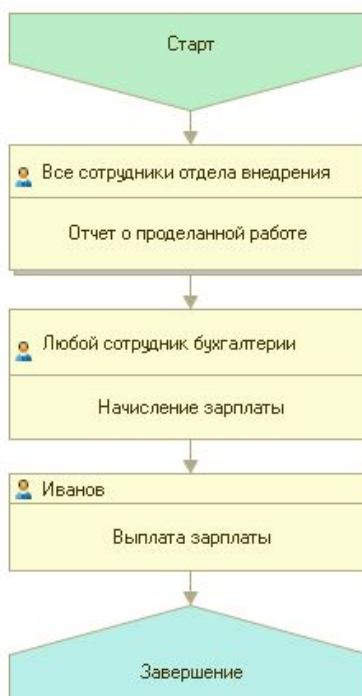 Старт
Все сотрудники отдела внедрения
Отчет о проделанной работе
Любой сотрудник бухгалтерии
Начисление зарплаты
Иванов
Выплата зарплаты
Завершение